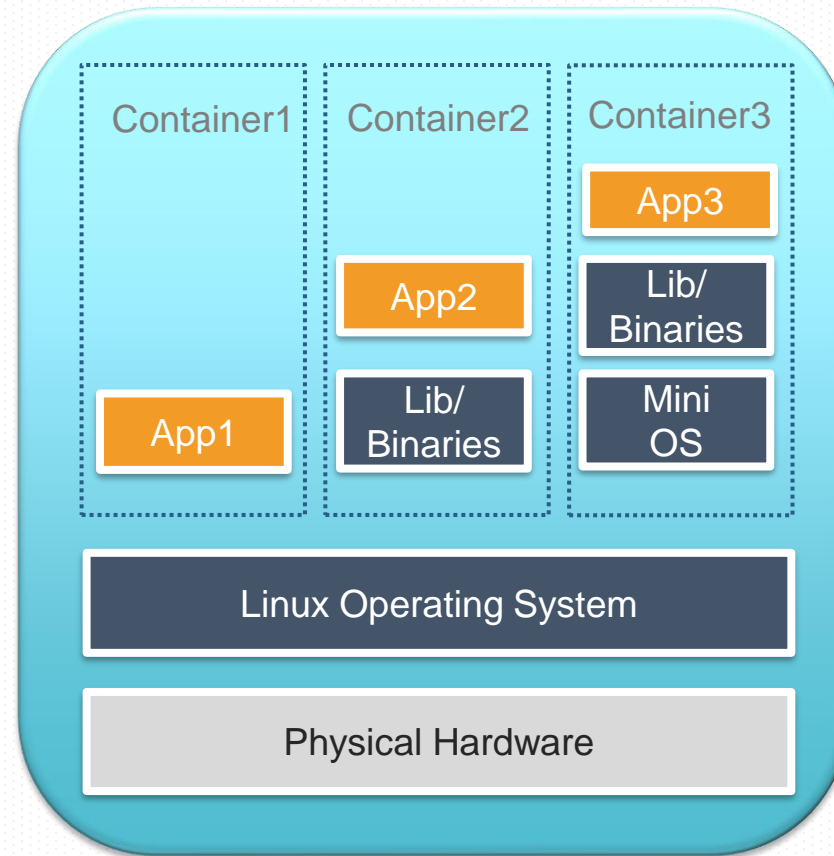 Container1
App1
Container2
App2
Lib/
Binaries
Container3
App3
Lib/
Binaries
Mini
OS
Linux Operating System
Physical Hardware